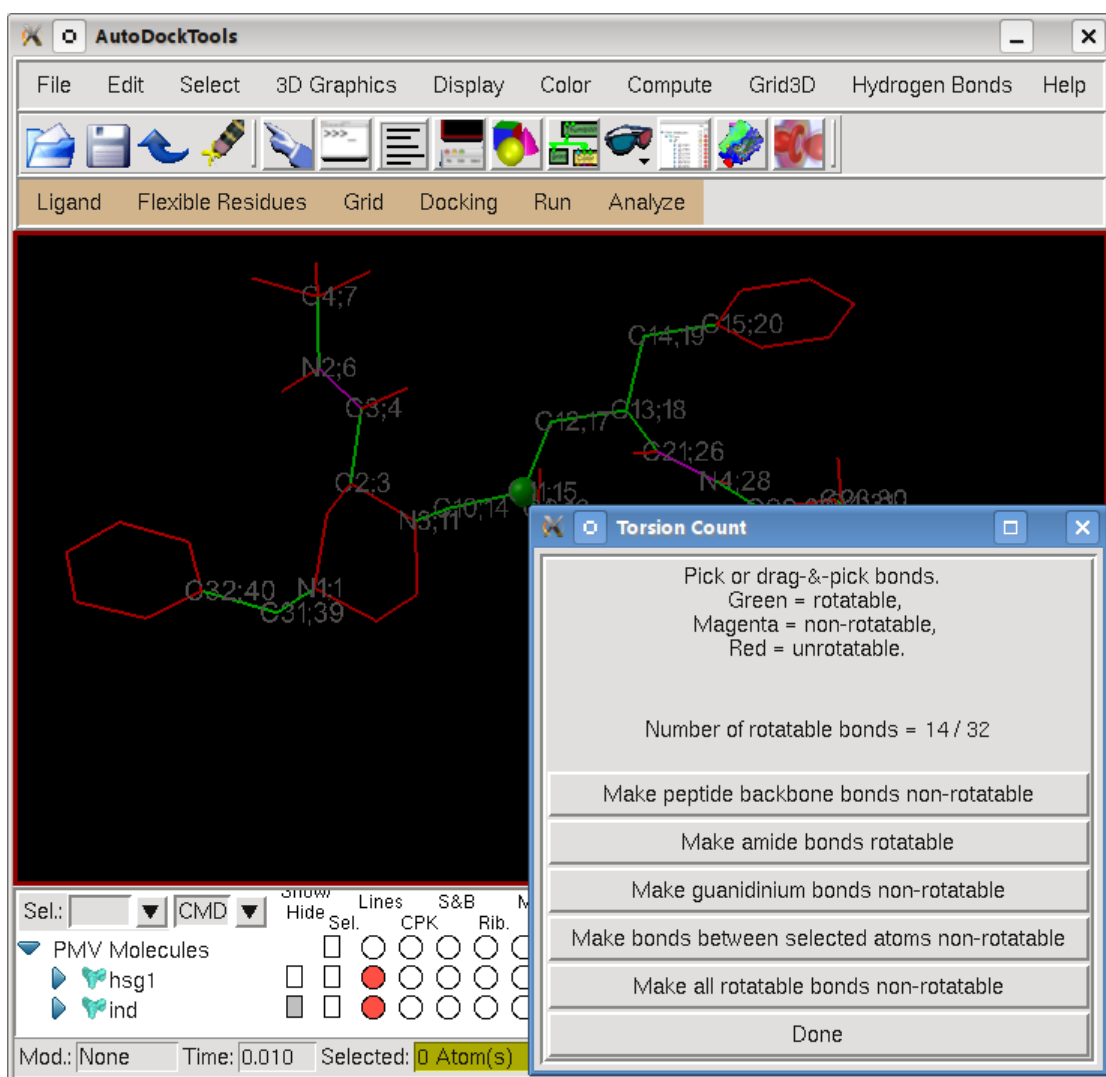 AutoDockTools
File Edit Select 3D Graphics Display Color Compute Grid3D Hydrogen Bonds Help
>>>_
Ligand Flexible Residues Grid Docking Run Analyze
C4;7
C15;20
C14;19
N2;6
C3;4
C12;17
C13;18
C21;26
C2;3
N4;28
C10;14
N3;11
C32;40
N1;1
C31;39
Torsion Count
Pick or drag-&-pick bonds.
Green = rotatable,
Magenta = non-rotatable,
Red = unrotatable.
Number of rotatable bonds = 14 / 32
Make peptide backbone bonds non-rotatable
Make amide bonds rotatable
Make guanidinium bonds non-rotatable
Make bonds between selected atoms non-rotatable
Make all rotatable bonds non-rotatable
Done
Sel.: CMD Show/ Hide Sel. Lines CPK S&B Rib.
PMV Molecules
hsg1
ind
Mod.: None Time: 0.010 Selected: 0 Atom(s)